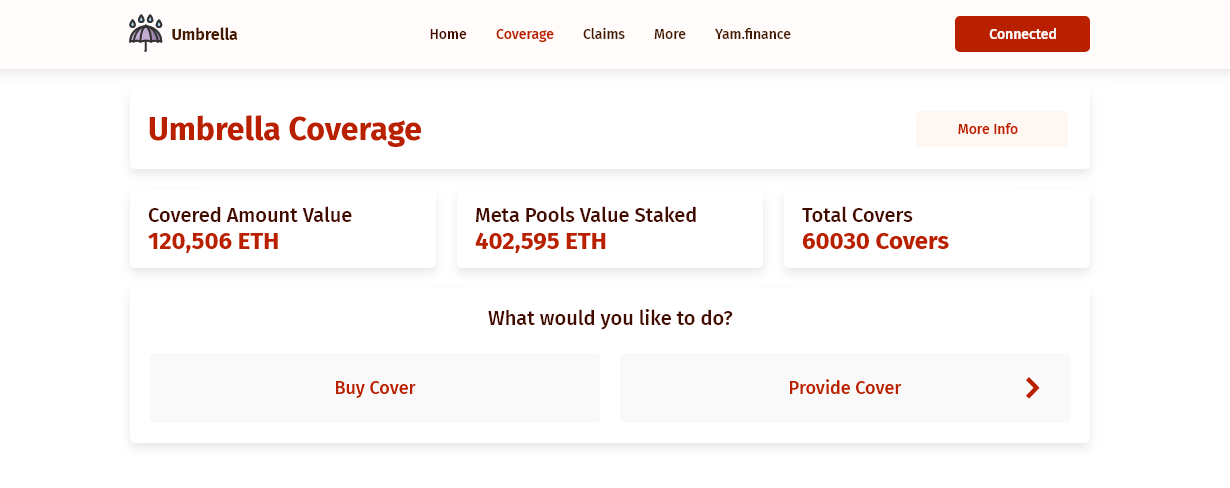 Umbrella
Home Coverage Claims More Yam.finance
Connected
Umbrella Coverage
More Info
Covered Amount Value
120,506 ETH
Meta Pools Value Staked
402,595 ETH
Total Covers
60030 Covers
What would you like to do?
Buy Cover
Provide Cover